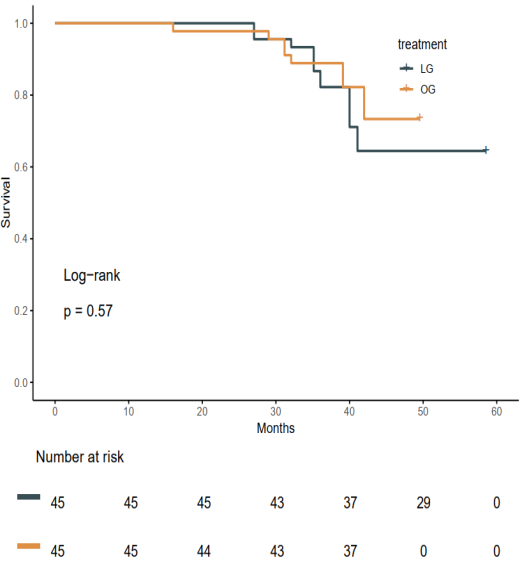 1.0
0.8
0.6
0.4
0.2
0.0
Survival
treatment
LG
OG
Log-rank
p = 0.57
0 10 20 30 40 50 60
Months
Number at risk
45 45 45 43 37 29 0
45 45 44 43 37 0 0